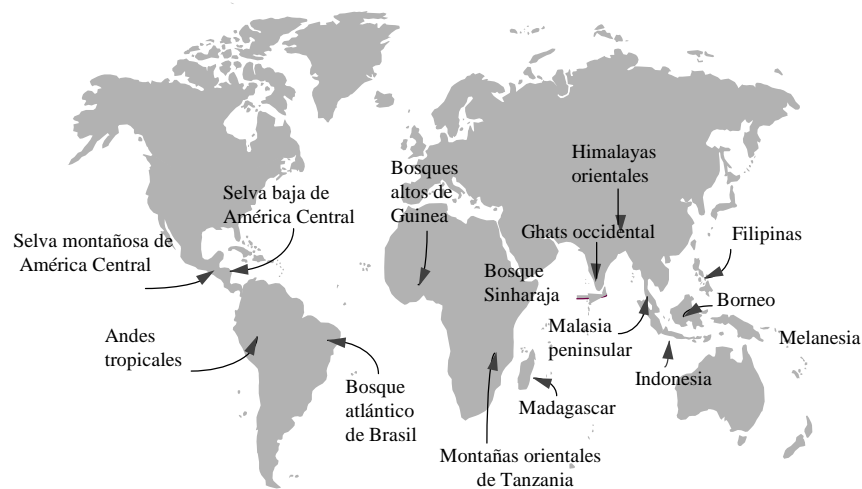 Selva montañosa de
América Central
Selva baja de
América Central
Andes
tropicales
Bosque
atlántico
de Brasil
Bosques
altos de
Guinea
Montañas orientales
de Tanzania
Madagascar
Bosque
Sinharaja
Ghats occidental
Himalayas
orientales
Malasia
peninsular
Indonesia
Filipinas
Borneo
Melanesia